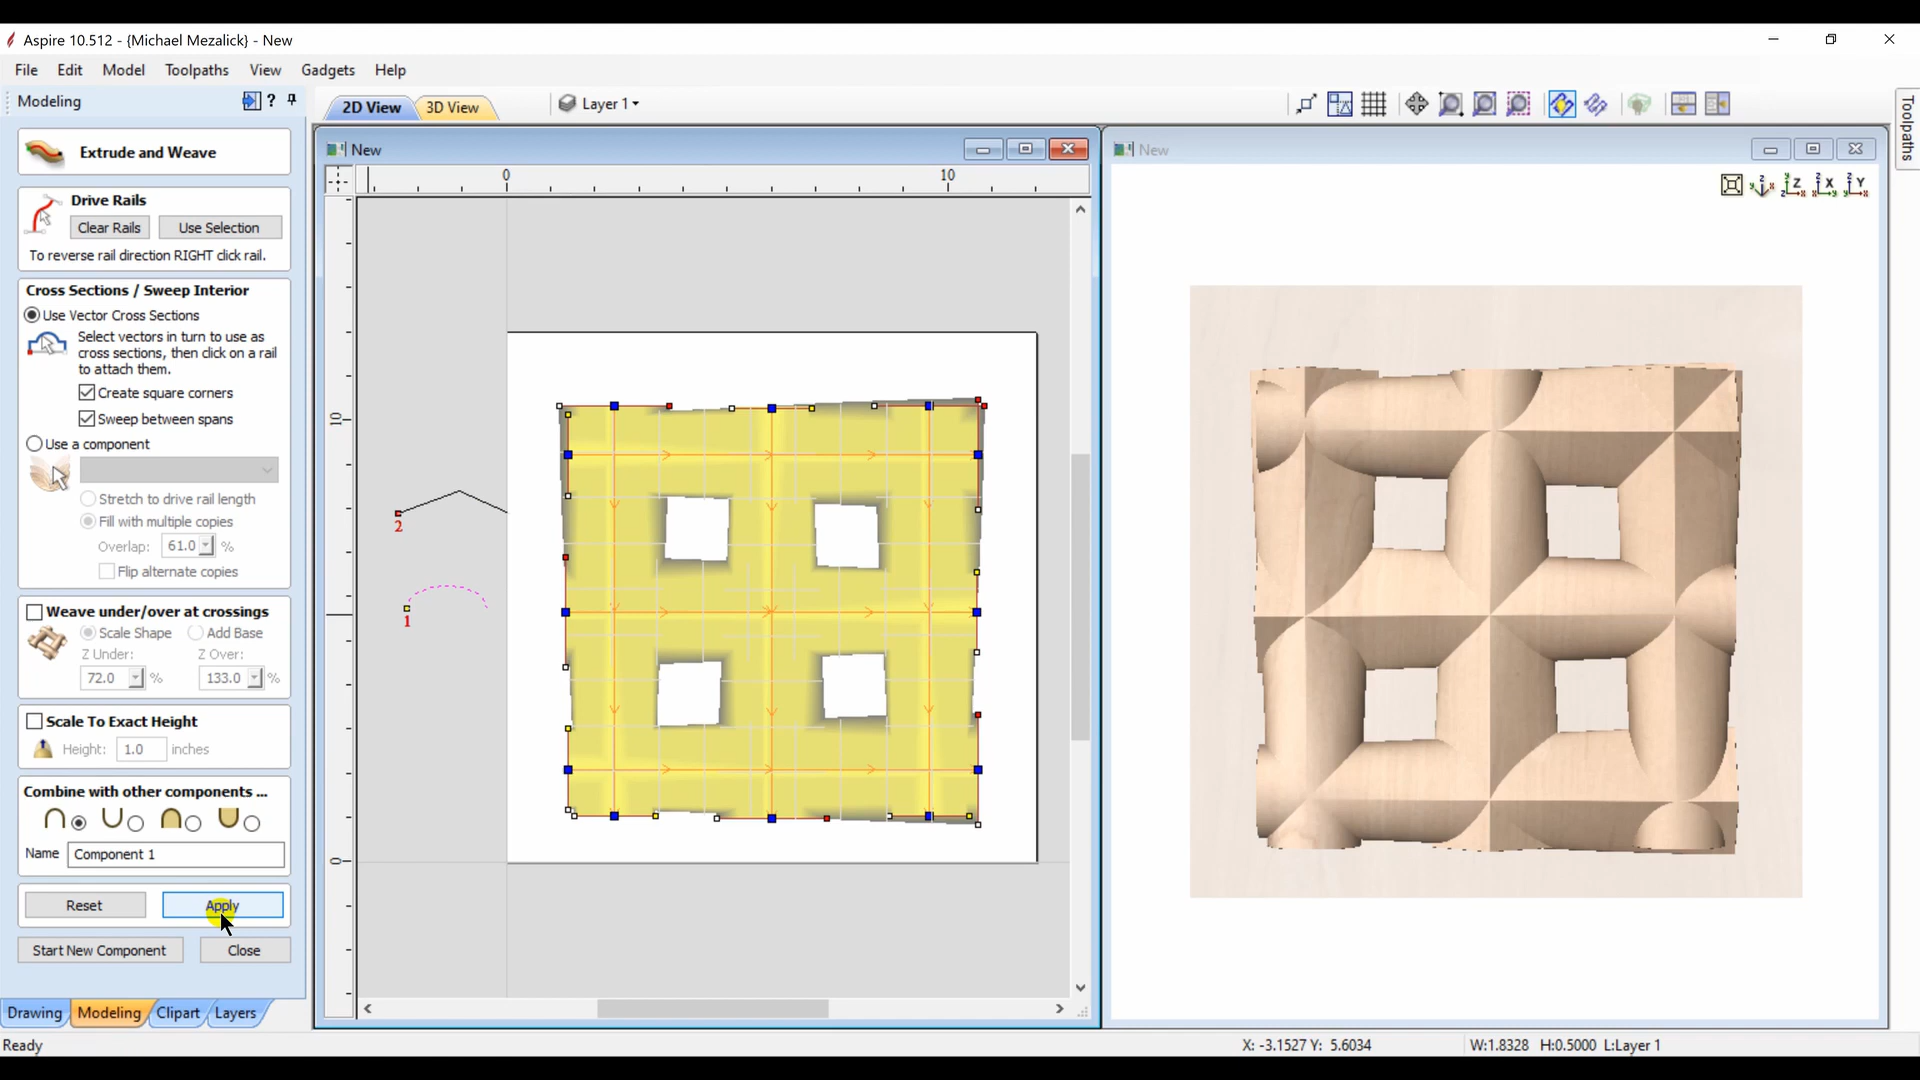 Aspire 10.512 - {Michael Mezalick} - New
File Edit Model Toolpaths View Gadgets Help
Modeling ?
2D View 3D View Layer 1
Toolpaths
Extrude and Weave
New
New
0 10
Z X Y
Drive Rails
Clear Rails Use Selection
To reverse rail direction RIGHT click rail.
Cross Sections / Sweep Interior
Use Vector Cross Sections
Select vectors in turn to use as
cross sections, then click on a rail
to attach them.
Create square corners
Sweep between spans
Use a component
Stretch to drive rail length
Fill with multiple copies
Overlap: 61.0 %
Flip alternate copies
10
2
1
0
Weave under/over at crossings
Scale Shape Add Base
Z Under: Z Over:
72.0 % 133.0 %
Scale To Exact Height
Height: 1.0 inches
Combine with other components ...
Name Component 1
Reset Apply
Start New Component Close
Drawing Modeling Clipart Layers
Ready X: -3.1527 Y: 5.6034 W:1.8328 H:0.5000 L:Layer 1